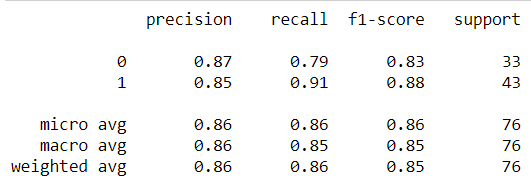 precision recall f1-score support
0 0.87 0.79 0.83 33
1 0.85 0.91 0.88 43
micro avg 0.86 0.86 0.86 76
macro avg 0.86 0.85 0.85 76
weighted avg 0.86 0.86 0.85 76